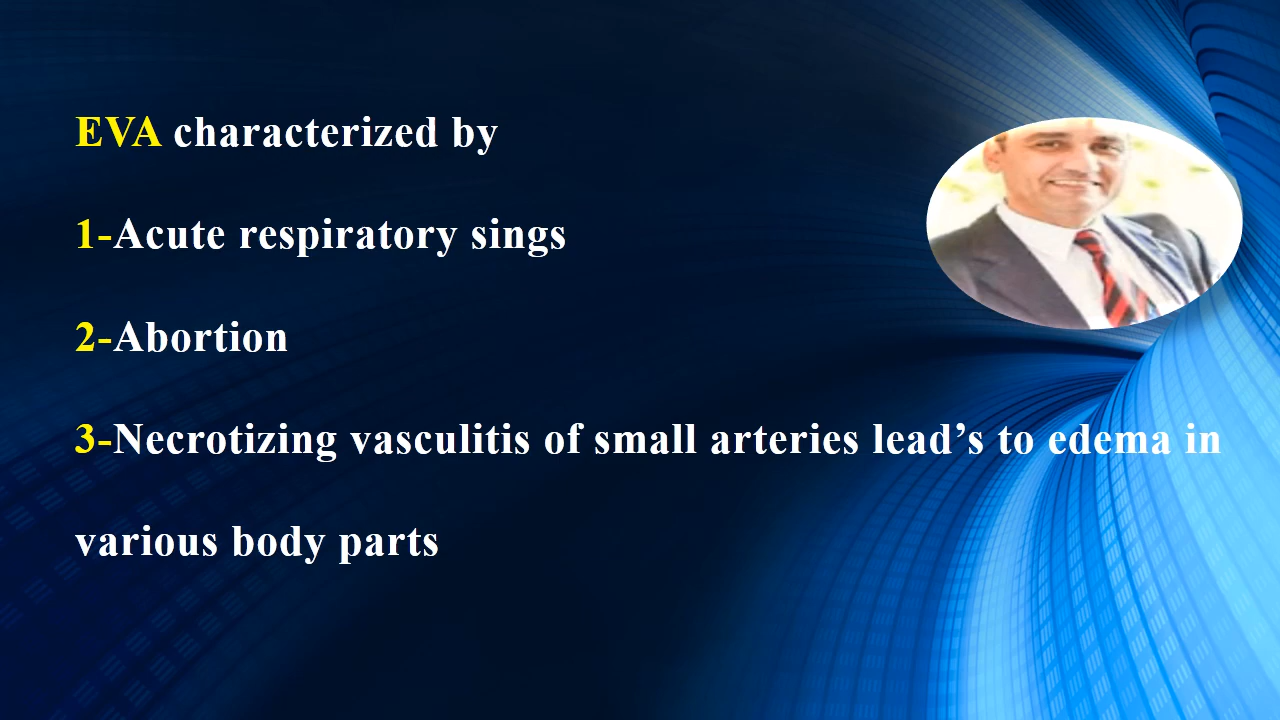 EVA characterized by
1-Acute respiratory sings
2-Abortion
3-Necrotizing vasculitis of small arteries lead’s to edema in
various body parts